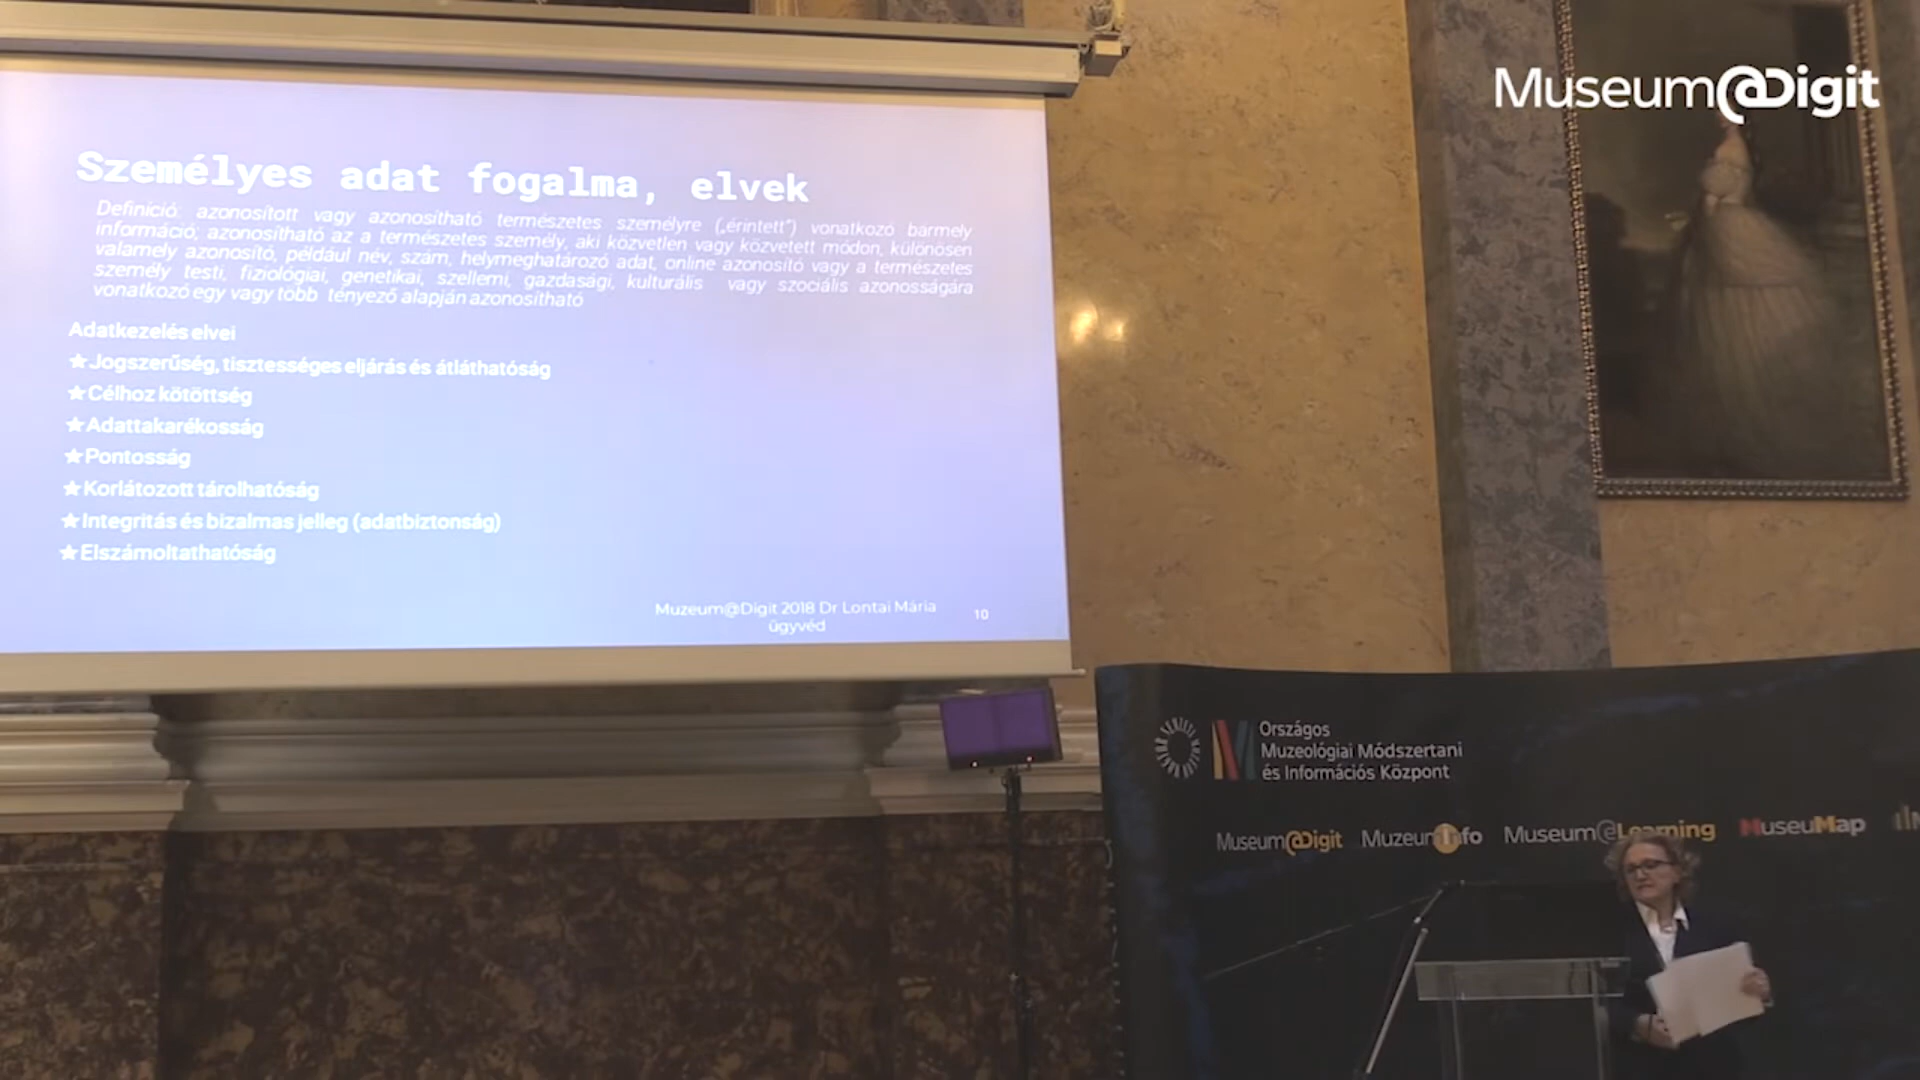 Museum@Digit
Személyes adat fogalma, elvek
Definíció: azonosított vagy azonosítható természetes személyre („érintett") vonatkozó bármely
információ; azonosítható az a természetes személy, aki közvetlen vagy közvetett módon, különösen
valamely azonosító, például név, szám, helymeghatározó adat, online azonosító vagy a természetes
személy testi, fiziológiai, genetikai, szellemi, gazdasági, kulturális vagy szociális azonosságára
vonatkozó egy vagy több tényező alapján azonosítható
Adatkezelés elvei
★Jogszerűség, tisztességes eljárás és átláthatóság
★Célhoz kötöttség
★Adattakarékosság
★Pontosság
★Korlátozott tárolhatóság
★Integritás és bizalmas jelleg (adatbiztonság)
★Elszámoltathatóság
Muzeum@Digit 2018 Dr Lontai Mária
ügyvéd
10
Országos
Muzeológiai Módszertani
és Információs Központ
Museum@Digit MuzeumInfo Museum@Learning MuseuMap